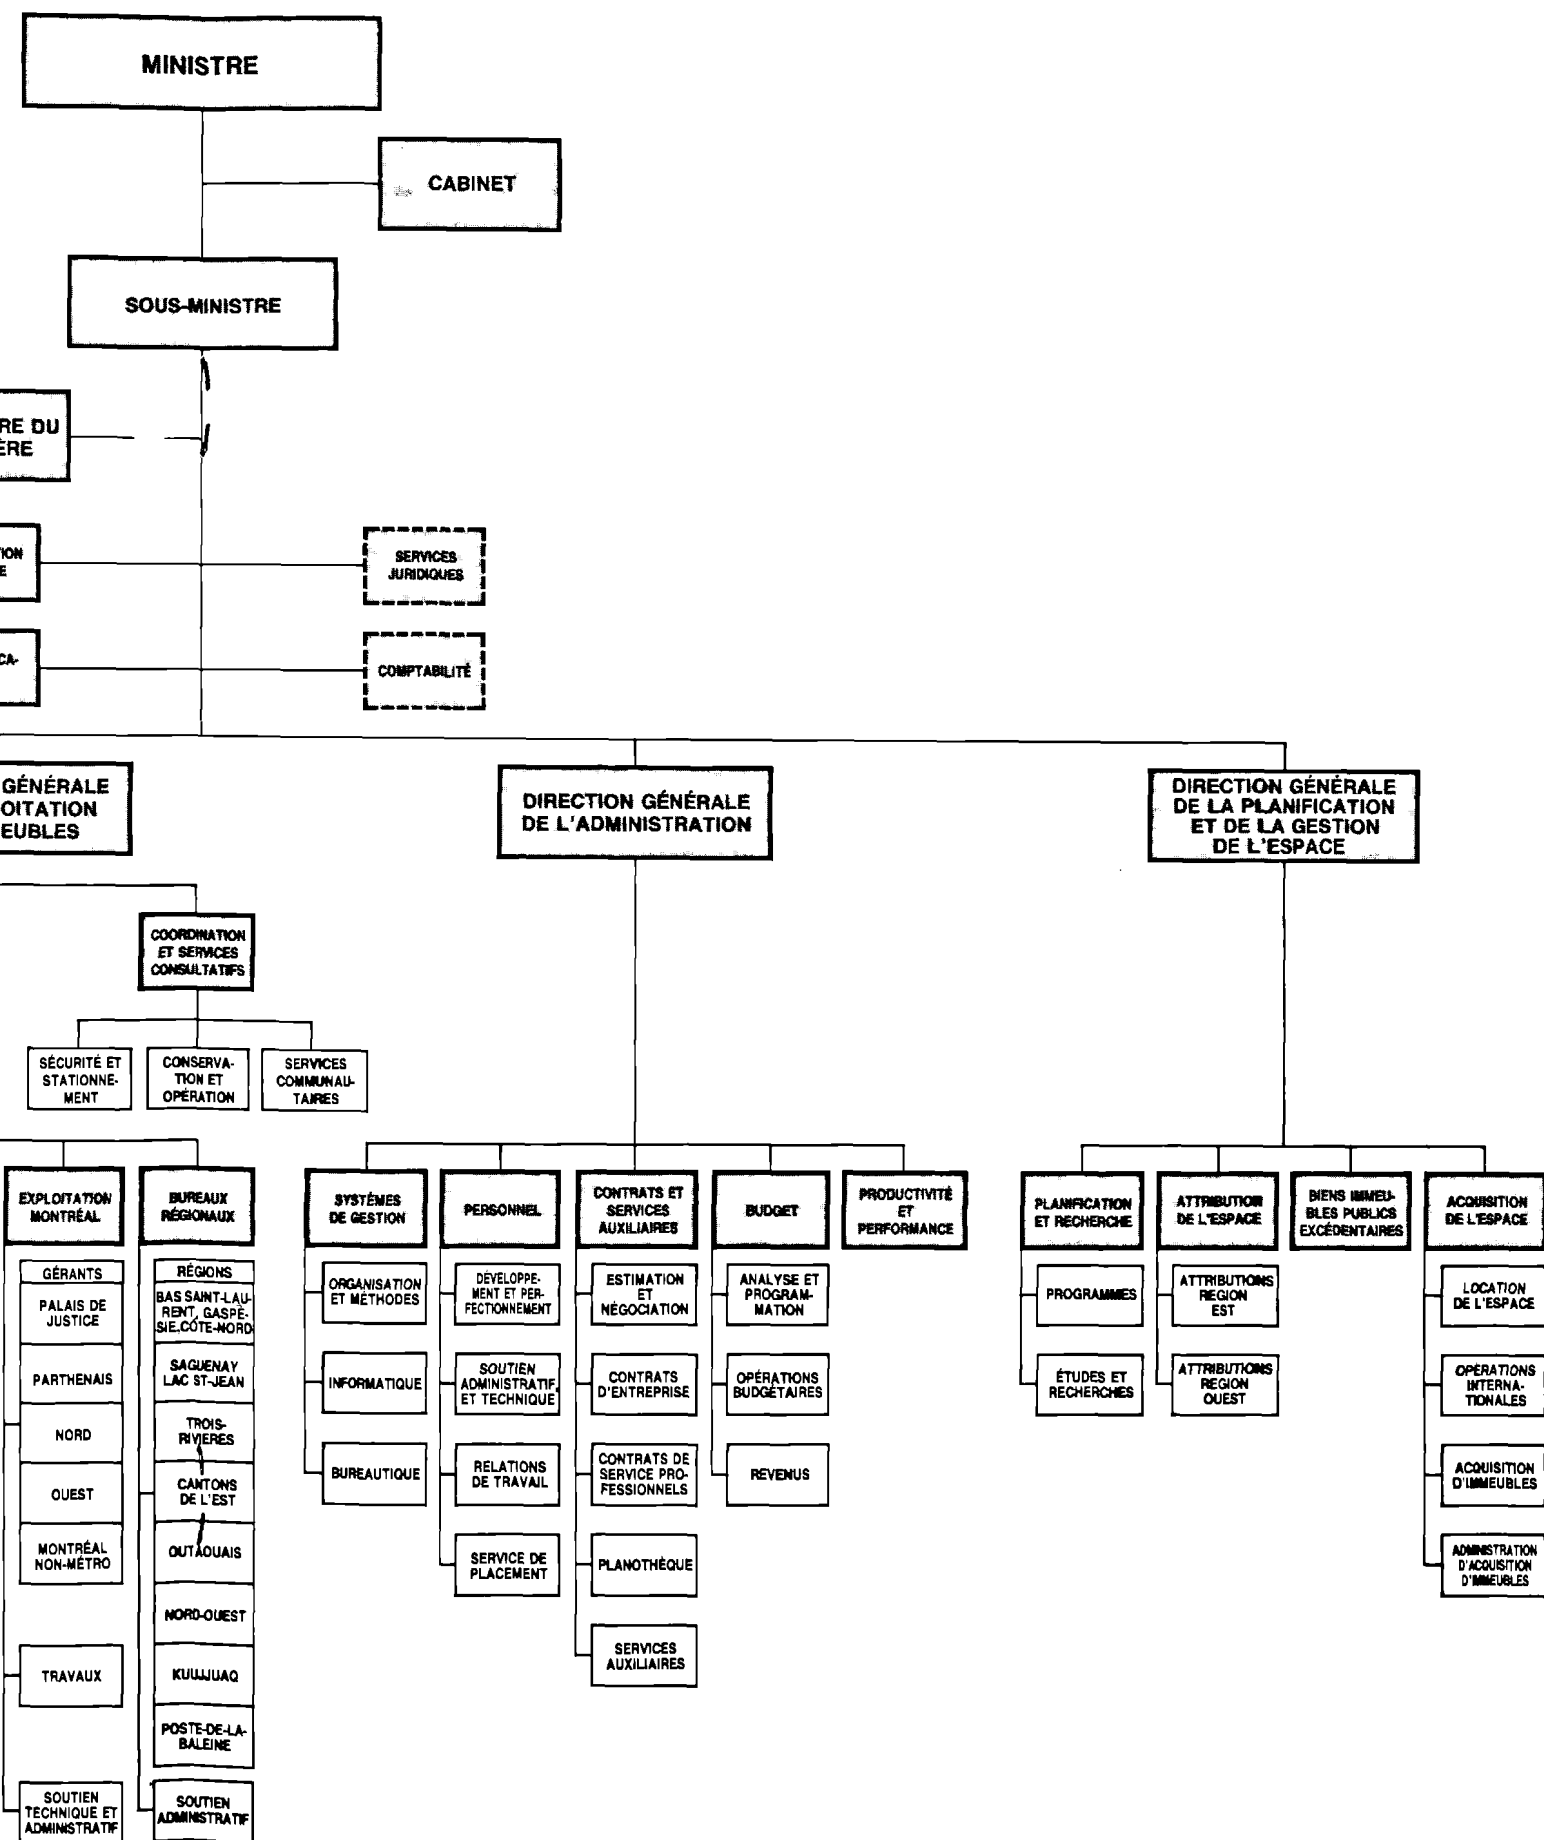 MINISTRE
CABINET
SOUS-MINISTRE
RE DU
ÈRE
TION
E
SERVICES
JURIDIQUES
CA-
COMPTABILITÉ
GÉNÉRALE
OITATION
EUBLES
DIRECTION GÉNÉRALE
DE L'ADMINISTRATION
DIRECTION GÉNÉRALE
DE LA PLANIFICATION
ET DE LA GESTION
DE L'ESPACE
COORDINATION
ET SERVICES
CONSULTATIFS
SÉCURITÉ ET
STATIONNE-
MENT
CONSERVA-
TION ET
OPÉRATION
SERVICES
COMMUNAU-
TAIRES
EXPLOITATION
MONTRÉAL
GÉRANTS
PALAIS DE
JUSTICE
PARTHENAIS
NORD
OUEST
MONTRÉAL
NON-MÉTRO
TRAVAUX
SOUTIEN
TECHNIQUE ET
ADMINISTRATIF
BUREAUX
RÉGIONAUX
RÉGIONS
BAS SAINT-LAU-
RENT, GASPÉ-
SIE, CÔTE-NORD
SAGUENAY
LAC ST-JEAN
TROIS-
RIVIÈRES
CANTONS
DE L'EST
OUTAOUAIS
NORD-OUEST
KUUJJUAQ
POSTE-DE-LA-
BALEINE
SOUTIEN
ADMINISTRATIF
SYSTÈMES
DE GESTION
ORGANISATION
ET MÉTHODES
INFORMATIQUE
BUREAUTIQUE
PERSONNEL
DÉVELOPPE-
MENT ET PER-
FECTIONNEMENT
SOUTIEN
ADMINISTRATIF
ET TECHNIQUE
RELATIONS
DE TRAVAIL
SERVICE DE
PLACEMENT
CONTRATS ET
SERVICES
AUXILIAIRES
ESTIMATION
ET
NÉGOCIATION
CONTRATS
D'ENTREPRISE
CONTRATS DE
SERVICE PRO-
FESSIONNELS
PLANOTHÈQUE
SERVICES
AUXILIAIRES
BUDGET
ANALYSE ET
PROGRAM-
MATION
OPÉRATIONS
BUDGÉTAIRES
REVENUS
PRODUCTIVITÉ
ET
PERFORMANCE
PLANIFICATION
ET RECHERCHE
PROGRAMMES
ÉTUDES ET
RECHERCHES
ATTRIBUTION
DE L'ESPACE
ATTRIBUTIONS
REGION
EST
ATTRIBUTIONS
REGION
OUEST
BIENS IMMEU-
BLES PUBLICS
EXCÉDENTAIRES
ACQUISITION
DE L'ESPACE
LOCATION
DE L'ESPACE
OPÉRATIONS
INTERNA-
TIONALES
ACQUISITION
D'IMMEUBLES
ADMINISTRATION
D'ACQUISITION
D'IMMEUBLES